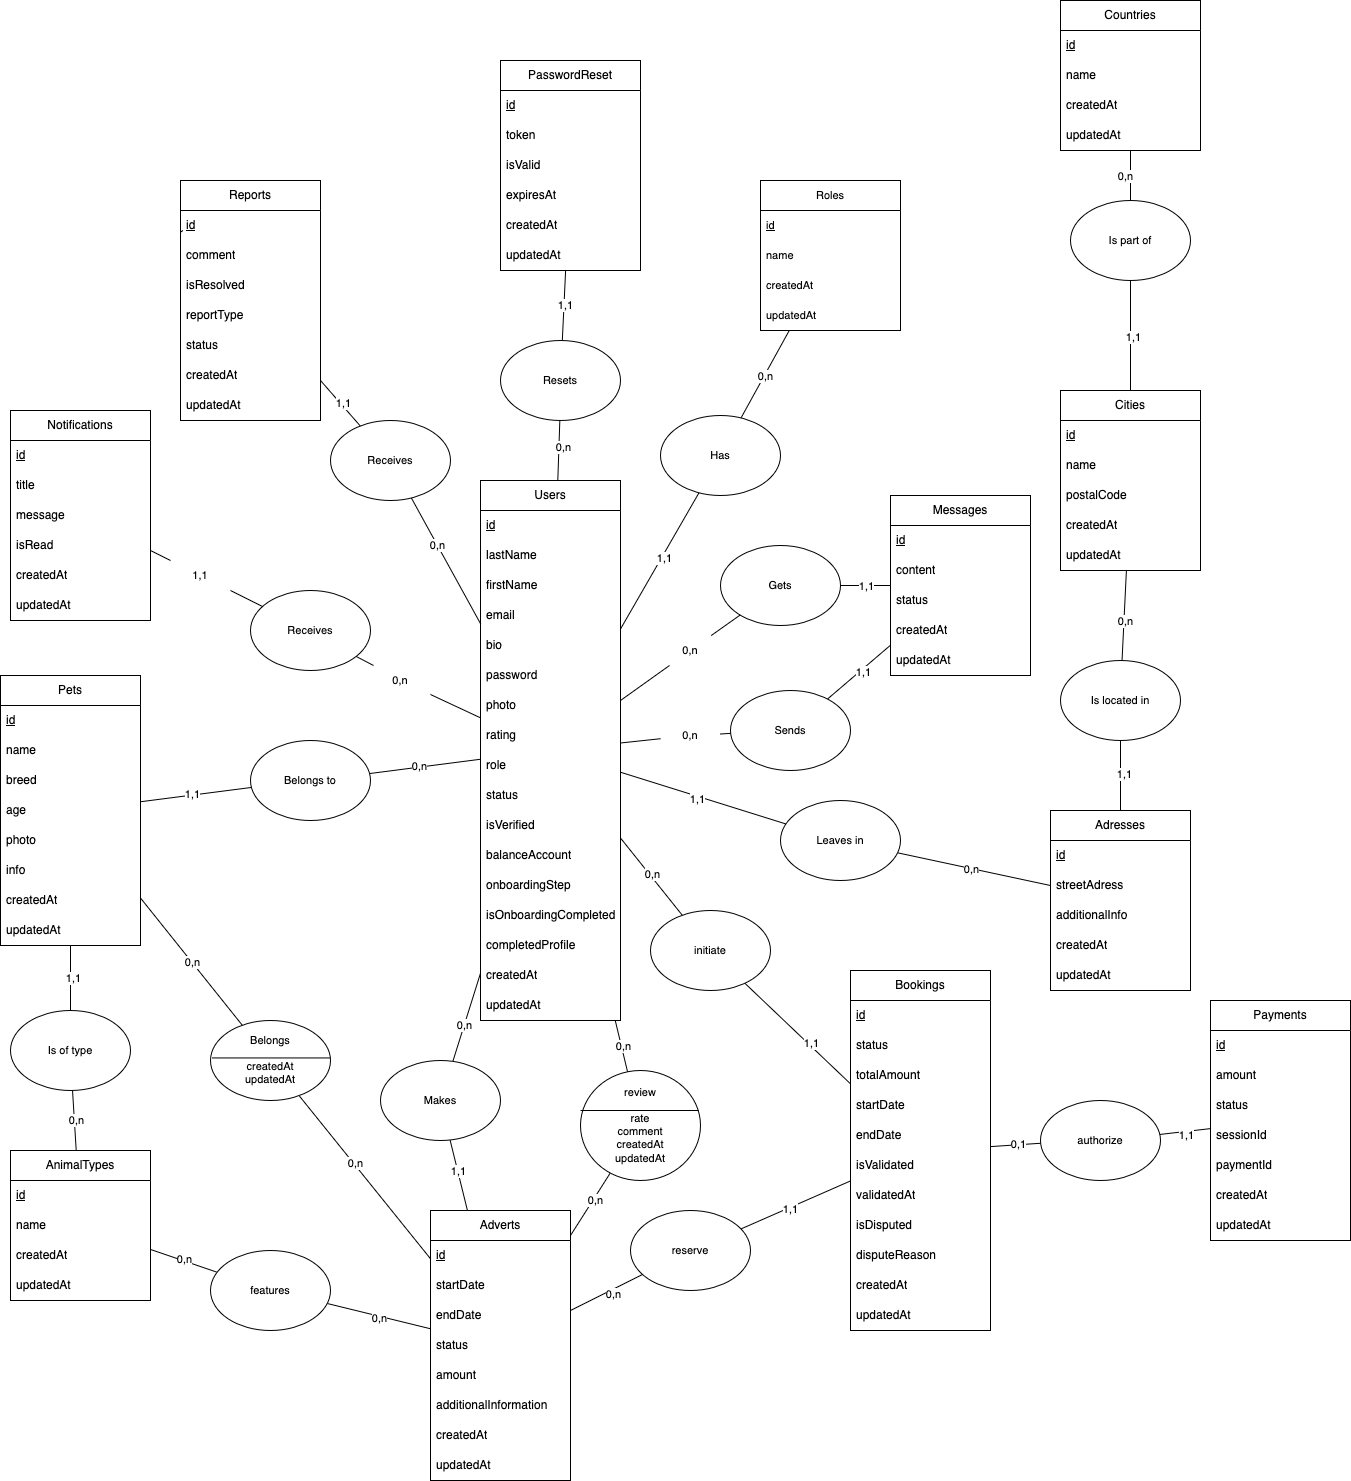 Countries
id
name
createdAt
updatedAt
0,n
Is part of
1,1
PasswordReset
id
token
isValid
expiresAt
createdAt
updatedAt
1,1
Resets
0,n
Reports
id
comment
isResolved
reportType
status
createdAt
updatedAt
1,1
Receives
0,n
Roles
id
name
createdAt
updatedAt
0,n
Has
1,1
Cities
id
name
postalCode
createdAt
updatedAt
0,n
Is located in
1,1
Notifications
id
title
message
isRead
createdAt
updatedAt
1,1
Receives
0,n
Users
id
lastName
firstName
email
bio
password
photo
rating
role
status
isVerified
balanceAccount
onboardingStep
isOnboardingCompleted
completedProfile
createdAt
updatedAt
Messages
id
content
status
createdAt
updatedAt
Gets
1,1
0,n
1,1
Sends
0,n
Pets
id
name
breed
age
photo
info
createdAt
updatedAt
1,1
Belongs to
0,n
1,1
Leaves in
0,n
Adresses
id
streetAdress
additionalInfo
createdAt
updatedAt
0,n
initiate
1,1
0,n
Belongs
createdAt
updatedAt
0,n
1,1
Is of type
0,n
0,n
Makes
1,1
0,n
review
rate
comment
createdAt
updatedAt
0,n
Bookings
id
status
totalAmount
startDate
endDate
isValidated
validatedAt
isDisputed
disputeReason
createdAt
updatedAt
Payments
id
amount
status
sessionId
paymentId
createdAt
updatedAt
0,1
authorize
1,1
AnimalTypes
id
name
createdAt
updatedAt
0,n
features
0,n
Adverts
id
startDate
endDate
status
amount
additionalInformation
createdAt
updatedAt
1,1
reserve
0,n